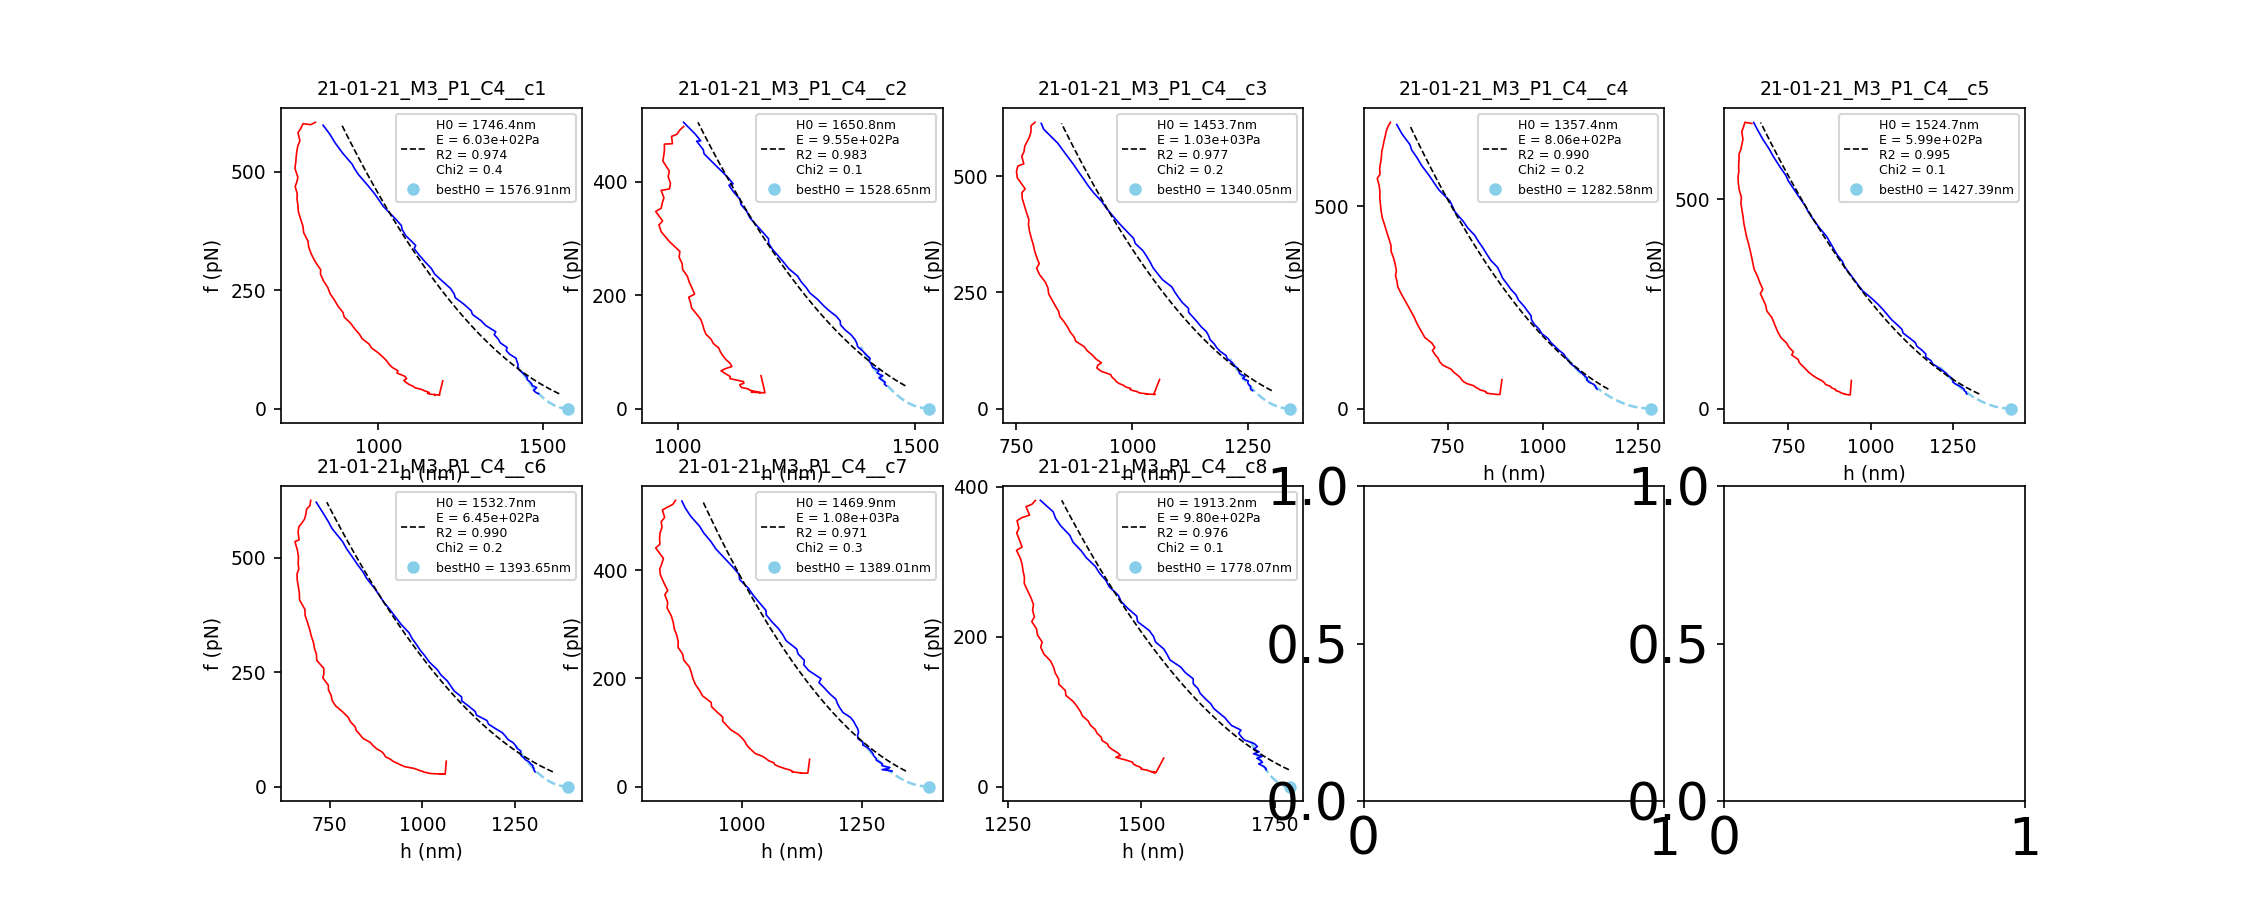 21-01-21_M3_P1_C4__c1
H0 = 1746.4nm
E = 6.03e+02Pa
R2 = 0.974
Chi2 = 0.4
bestH0 = 1576.91nm
500
250
0
f (pN)
1000
1500
h (nm)
21-01-21_M3_P1_C4__c2
H0 = 1650.8nm
E = 9.55e+02Pa
R2 = 0.983
Chi2 = 0.1
bestH0 = 1528.65nm
400
200
0
f (pN)
1000
1500
h (nm)
21-01-21_M3_P1_C4__c3
H0 = 1453.7nm
E = 1.03e+03Pa
R2 = 0.977
Chi2 = 0.2
bestH0 = 1340.05nm
500
250
0
f (pN)
750
1000
1250
h (nm)
21-01-21_M3_P1_C4__c4
H0 = 1357.4nm
E = 8.06e+02Pa
R2 = 0.990
Chi2 = 0.2
bestH0 = 1282.58nm
500
0
f (pN)
750
1000
1250
h (nm)
21-01-21_M3_P1_C4__c5
H0 = 1524.7nm
E = 5.99e+02Pa
R2 = 0.995
Chi2 = 0.1
bestH0 = 1427.39nm
500
0
f (pN)
750
1000
1250
h (nm)
21-01-21_M3_P1_C4__c6
H0 = 1532.7nm
E = 6.45e+02Pa
R2 = 0.990
Chi2 = 0.2
bestH0 = 1393.65nm
500
250
0
f (pN)
750
1000
1250
h (nm)
21-01-21_M3_P1_C4__c7
H0 = 1469.9nm
E = 1.08e+03Pa
R2 = 0.971
Chi2 = 0.3
bestH0 = 1389.01nm
400
200
0
f (pN)
1000
1250
h (nm)
21-01-21_M3_P1_C4__c8
H0 = 1913.2nm
E = 9.80e+02Pa
R2 = 0.976
Chi2 = 0.1
bestH0 = 1778.07nm
400
200
0
f (pN)
1250
1500
1750
h (nm)
1.0
0.5
0.0
0
1
1.0
0.5
0.0
0
1